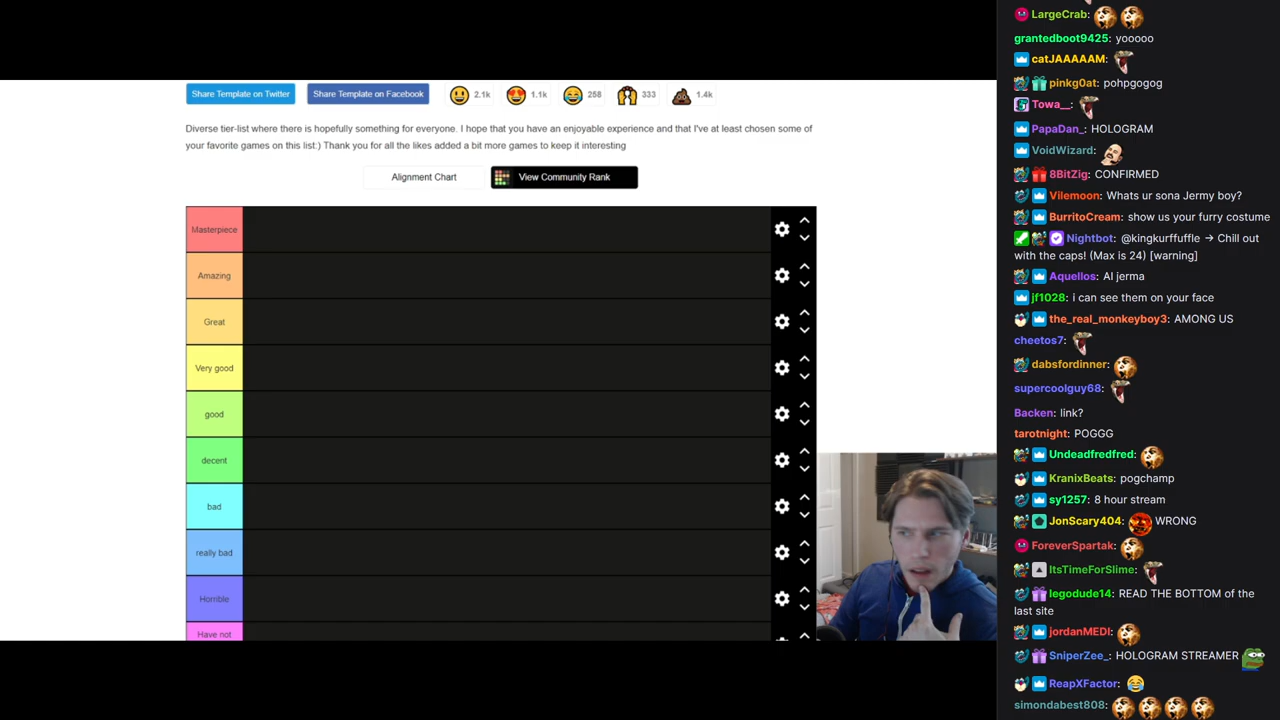 Share Template on Twitter
Share Template on Facebook
2.1k
1.1k
258
333
1.4k
Diverse tier-list where there is hopefully something for everyone. I hope that you have an enjoyable experience and that I've at least chosen some of
your favorite games on this list:) Thank you for all the likes added a bit more games to keep it interesting
Alignment Chart
View Community Rank
Masterpiece
Amazing
Great
Very good
good
decent
bad
really bad
Horrible
Have not
LargeCrab:
grantedboot9425: yooooo
catJAAAAAM:
pinkg0at: pohpgogog
Towa__:
PapaDan_: HOLOGRAM
VoidWizard:
8BitZig: CONFIRMED
Vilemoon: Whats ur sona Jermy boy?
BurritoCream: show us your furry costume
Nightbot: @kingkurffuffle → Chill out
with the caps! (Max is 24) [warning]
Aquellos: AI jerma
jf1028: i can see them on your face
the_real_monkeyboy3: AMONG US
cheetos7:
dabsfordinner:
supercoolguy68:
Backen: link?
tarotnight: POGGG
Undeadfredfred:
KranixBeats: pogchamp
sy1257: 8 hour stream
JonScary404: WRONG
ForeverSpartak:
ItsTimeForSlime:
legodude14: READ THE BOTTOM of the
last site
jordanMEDI:
SniperZee_: HOLOGRAM STREAMER
ReapXFactor:
simondabest808: